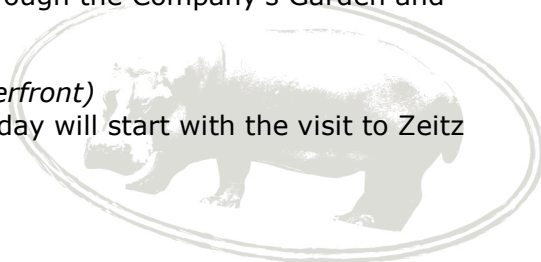 ough the Company's Garden and
erfront)
day will start with the visit to Zeitz